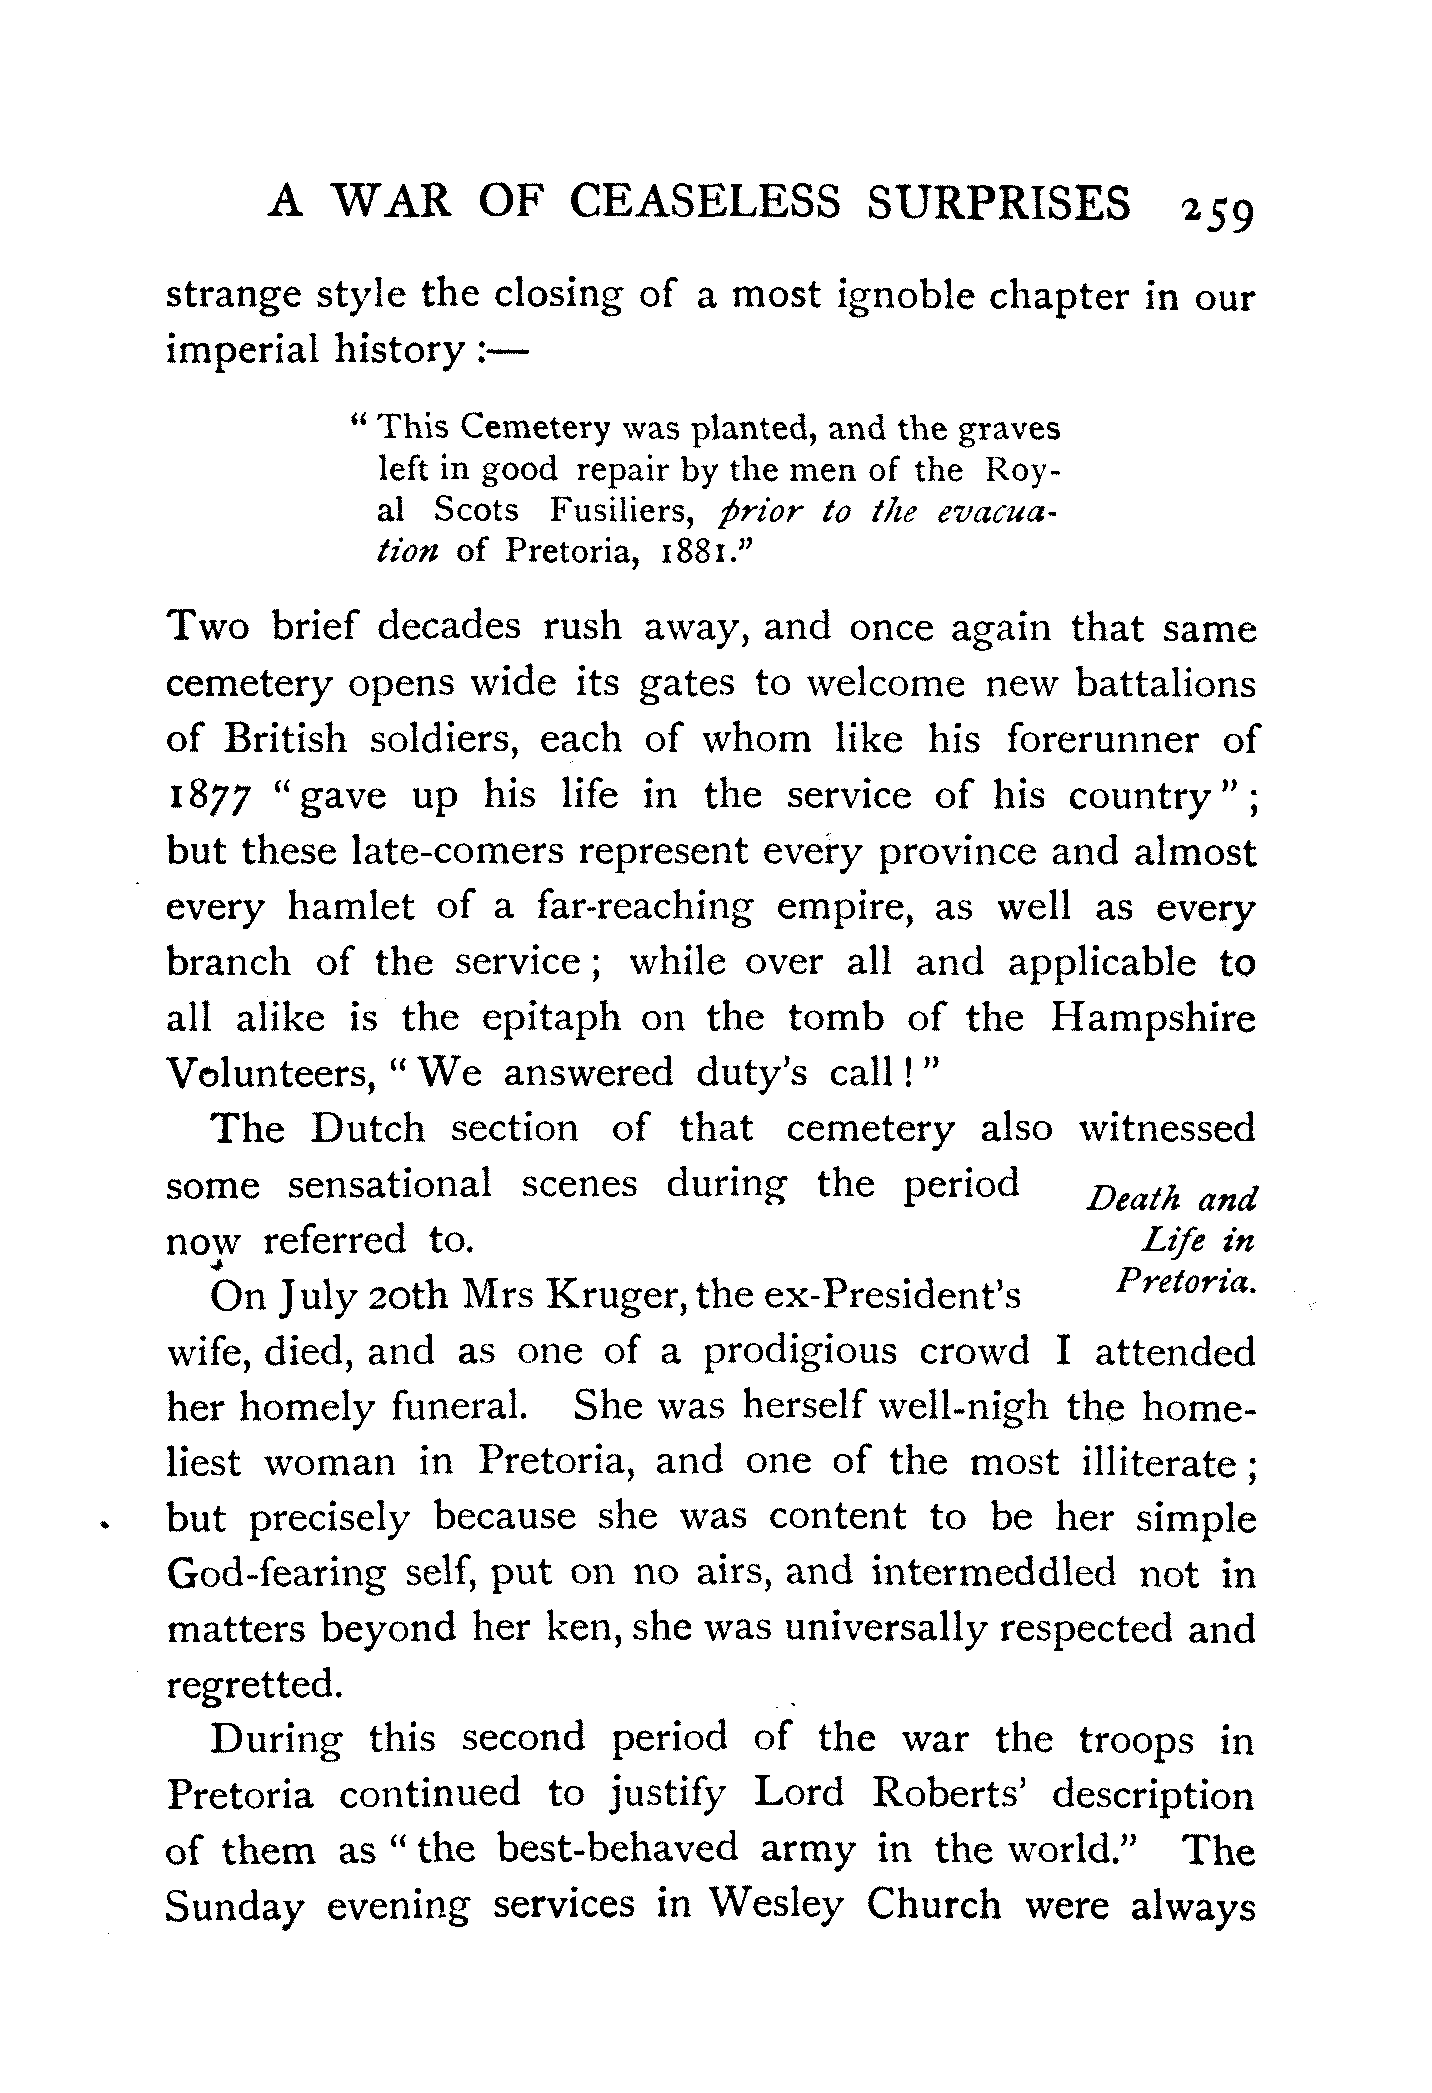 A WAR OF CEASELESS SURPRISES 259
strange style the closing of a most ignoble chapter in our
imperial history :—
“ This Cemetery was planted, and the graves
left in good repair by the men of the Roy-
al Scots Fusiliers, prior to the evacua-
tion of Pretoria, 1881.”
Two brief decades rush away, and once again that same
cemetery opens wide its gates to welcome new battalions
of British soldiers, each of whom like his forerunner of
1877 “gave up his life in the service of his country” ;
but these late-comers represent every province and almost
every hamlet of a far-reaching empire, as well as every
branch of the service ; while over all and applicable to
all alike is the epitaph on the tomb of the Hampshire
Volunteers, “ We answered duty’s call ! ”
The Dutch section of that cemetery also witnessed
some sensational scenes during the period
now referred to.
Death and
Life in
Pretoria.
On July 20th Mrs Kruger, the ex-President’s
wife, died, and as one of a prodigious crowd I attended
her homely funeral. She was herself well-nigh the home-
liest woman in Pretoria, and one of the most illiterate ;
but precisely because she was content to be her simple
God-fearing self, put on no airs, and intermeddled not in
matters beyond her ken, she was universally respected and
regretted.
During this second period of the war the troops in
Pretoria continued to justify Lord Roberts’ description
of them as “ the best-behaved army in the world.” The
Sunday evening services in Wesley Church were always